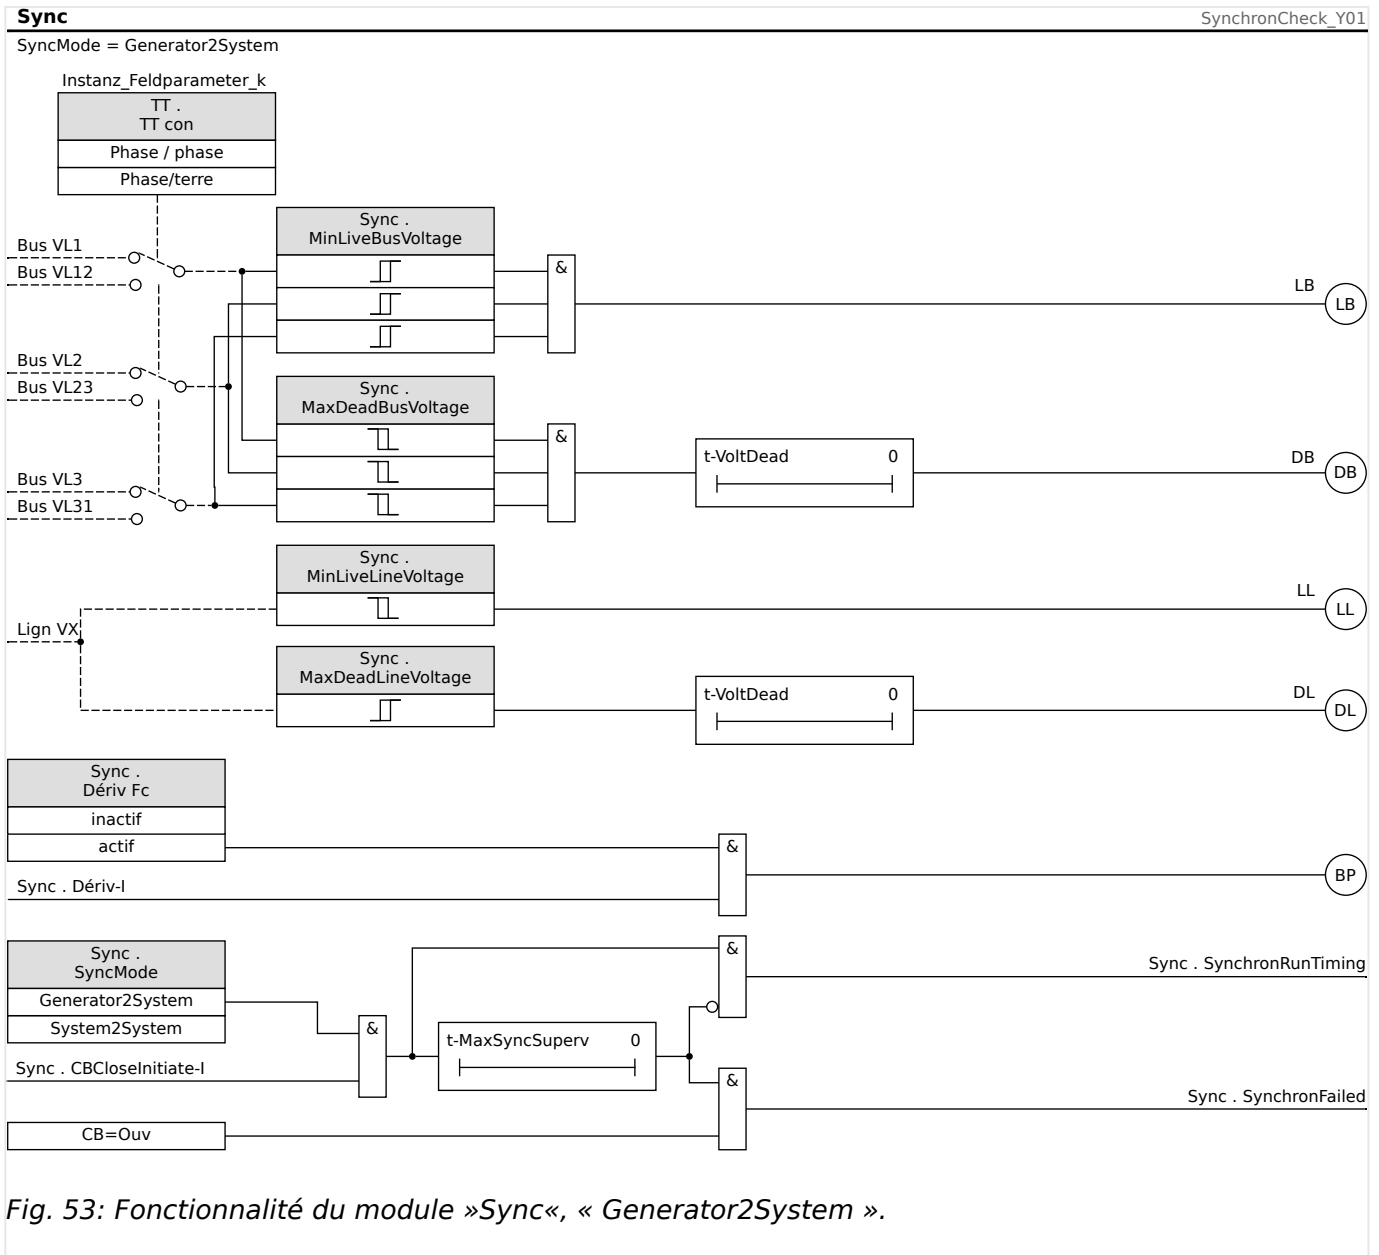 Sync
SynchronCheck_Y01
SyncMode = Generator2System
Instanz_Feldparameter_k
TT .
TT con
Phase / phase
Phase/terre
Sync .
MinLiveBusVoltage
Bus VL1
Bus VL12
&
LB
LB
Bus VL2
Bus VL23
Sync .
MaxDeadBusVoltage
&
t-VoltDead 0
DB
DB
Bus VL3
Bus VL31
Sync .
MinLiveLineVoltage
LL
LL
Lign VX
Sync .
MaxDeadLineVoltage
t-VoltDead 0
DL
DL
Sync .
Dériv Fc
inactif
actif
&
Sync . Dériv-I
BP
Sync .
SyncMode
Generator2System
System2System
&
&
Sync . SynchronRunTiming
t-MaxSyncSuperv 0
Sync . CBCloseInitiate-I
&
Sync . SynchronFailed
CB=Ouv
Fig. 53: Fonctionnalité du module »Sync«, « Generator2System ».